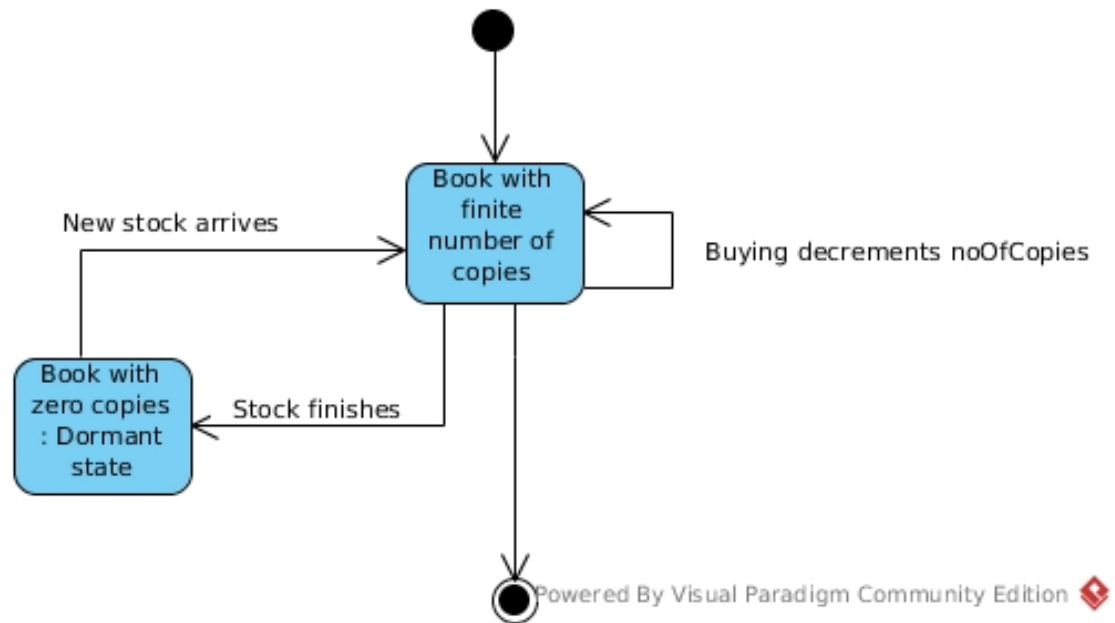 Book with
finite
number of
copies
New stock arrives
Buying decrements noOfCopies
Book with
zero copies
: Dormant
state
Stock finishes
Powered By Visual Paradigm Community Edition